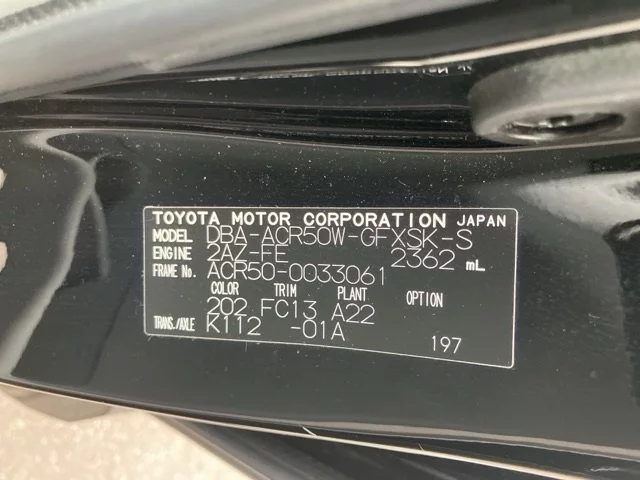 TOYOTA MOTOR CORPORATION JAPAN
MODEL DBA-ACR50W-GFXSK-S
ENGINE 2AZ-FE 2362 mL
FRAME No. ACR50-0033061
COLOR TRIM PLANT OPTION
202 FC13 A22
TRANS./AXLE K112 -01A
197